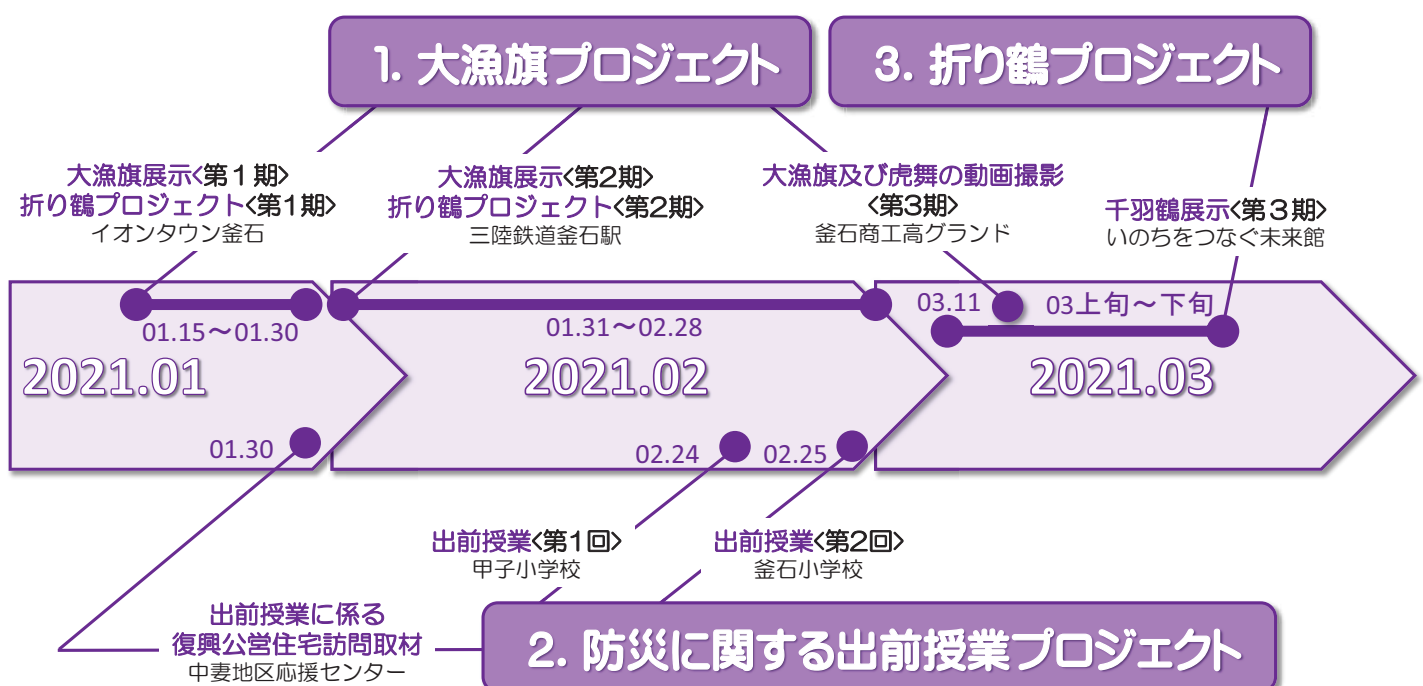 1. 大漁旗プロジェクト
3. 折り鶴プロジェクト
大漁旗展示<第１期>
折り鶴プロジェクト<第1期>
イオンタウン釜石
大漁旗展示<第2期>
折り鶴プロジェクト<第2期>
三陸鉄道釜石駅
大漁旗及び虎舞の動画撮影
<第3期>
釜石商工高グランド
千羽鶴展示<第３期>
いのちをつなぐ未来館
01.15～01.30
01.31～02.28
03.11
03上旬～下旬
2021.01
2021.02
2021.03
01.30
02.24
02.25
出前授業<第1回>
甲子小学校
出前授業<第2回>
釜石小学校
出前授業に係る
復興公営住宅訪問取材
中妻地区応援センター
2. 防災に関する出前授業プロジェクト